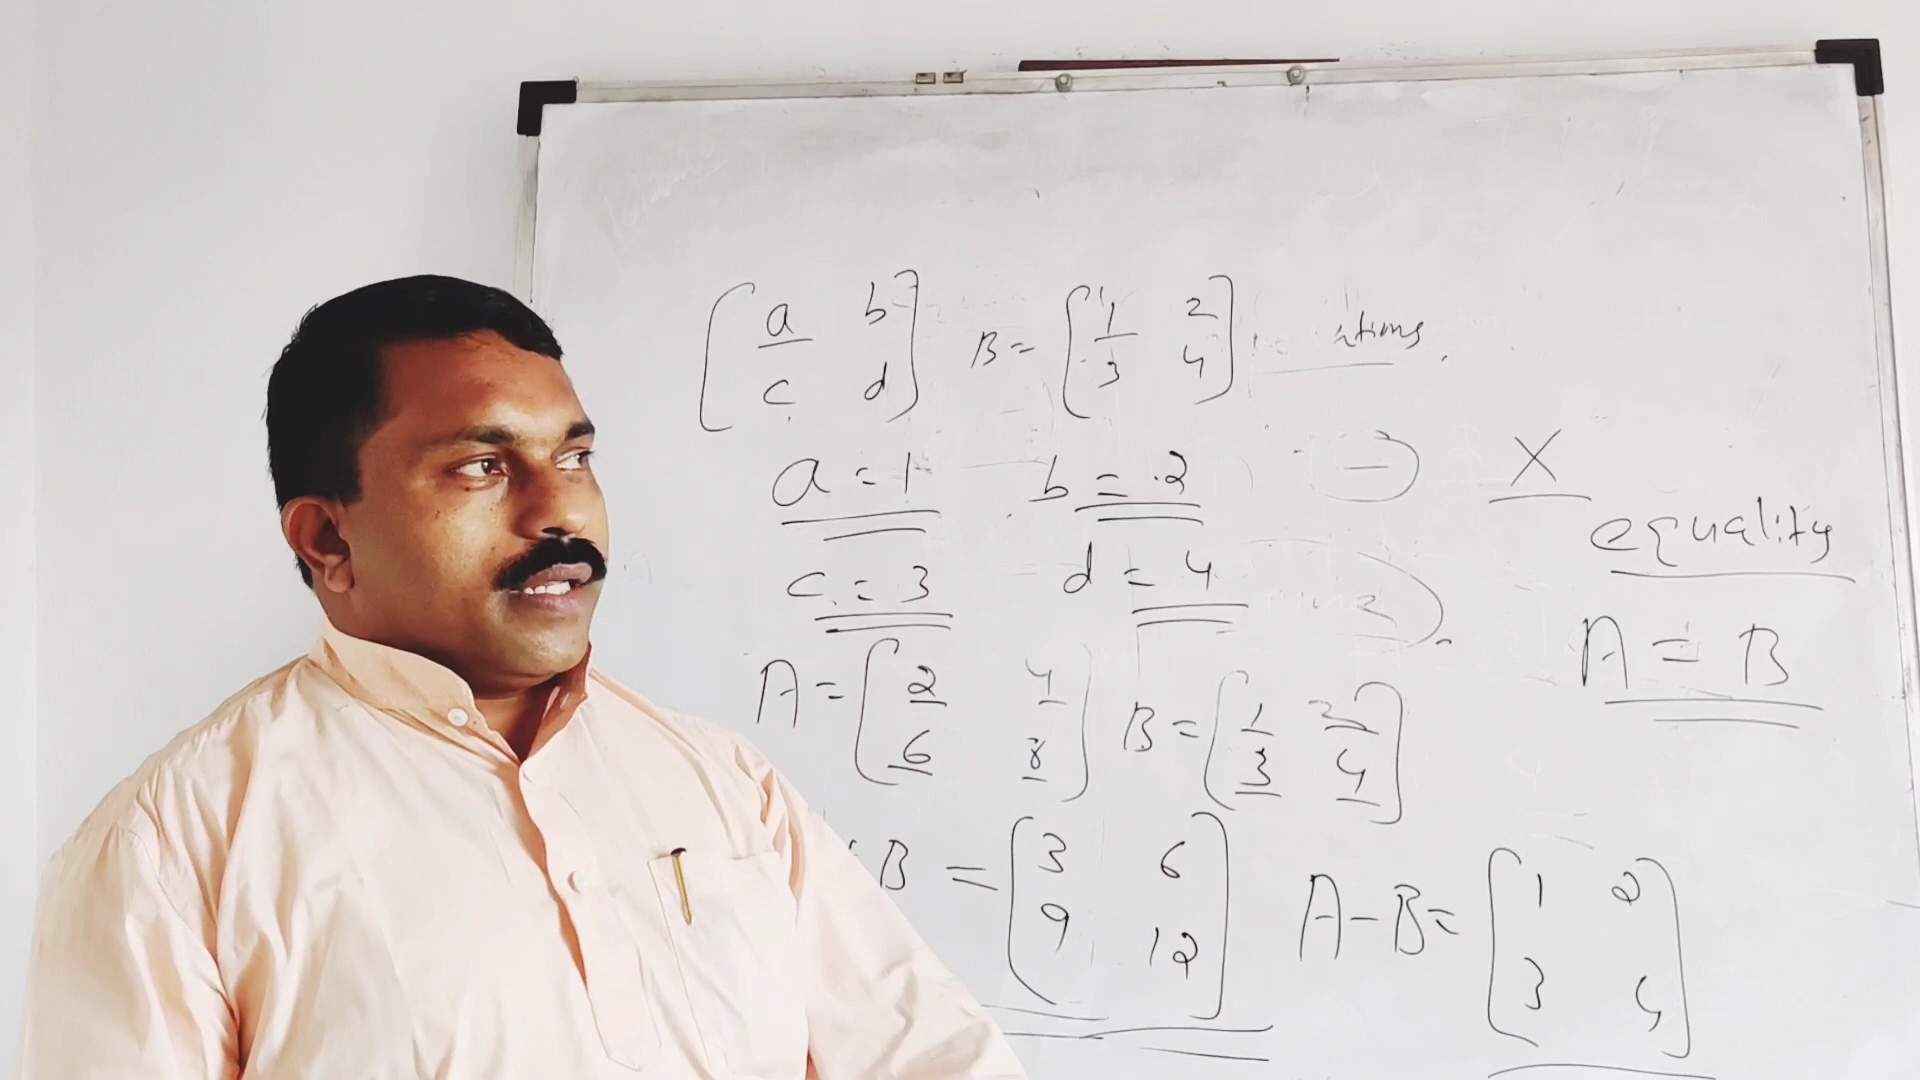 [a b] B = [1 2]
[c d] [3 4]
a = 1 b = 2 X
equality
c = 3 d = 4
A = B
A = [2 4] B = [1 2]
[6 8] [3 4]
B = [3 6] A - B = [1 2]
[9 12] [3 4]